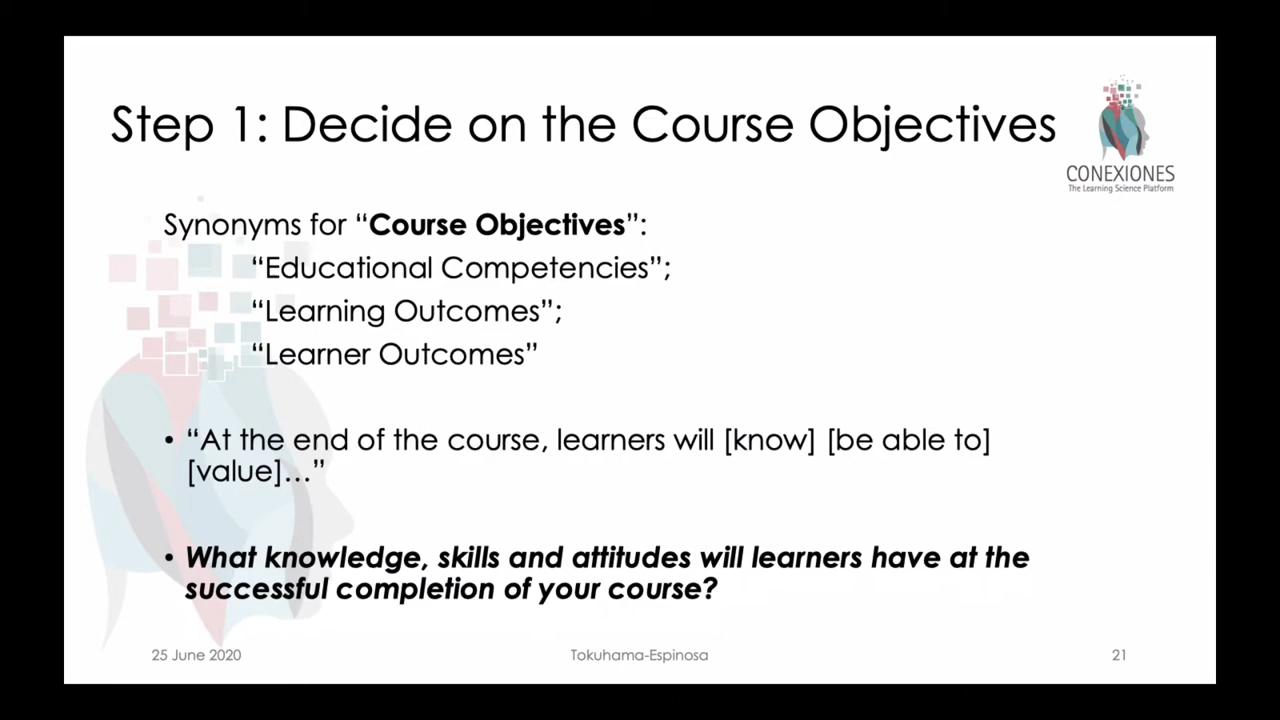 Step 1: Decide on the Course Objectives
CONEXIONES
The Learning Science Platform
Synonyms for “Course Objectives”:
“Educational Competencies”;
“Learning Outcomes”;
“Learner Outcomes”
• “At the end of the course, learners will [know] [be able to]
[value]…”
• What knowledge, skills and attitudes will learners have at the
successful completion of your course?
25 June 2020
Tokuhama-Espinosa
21